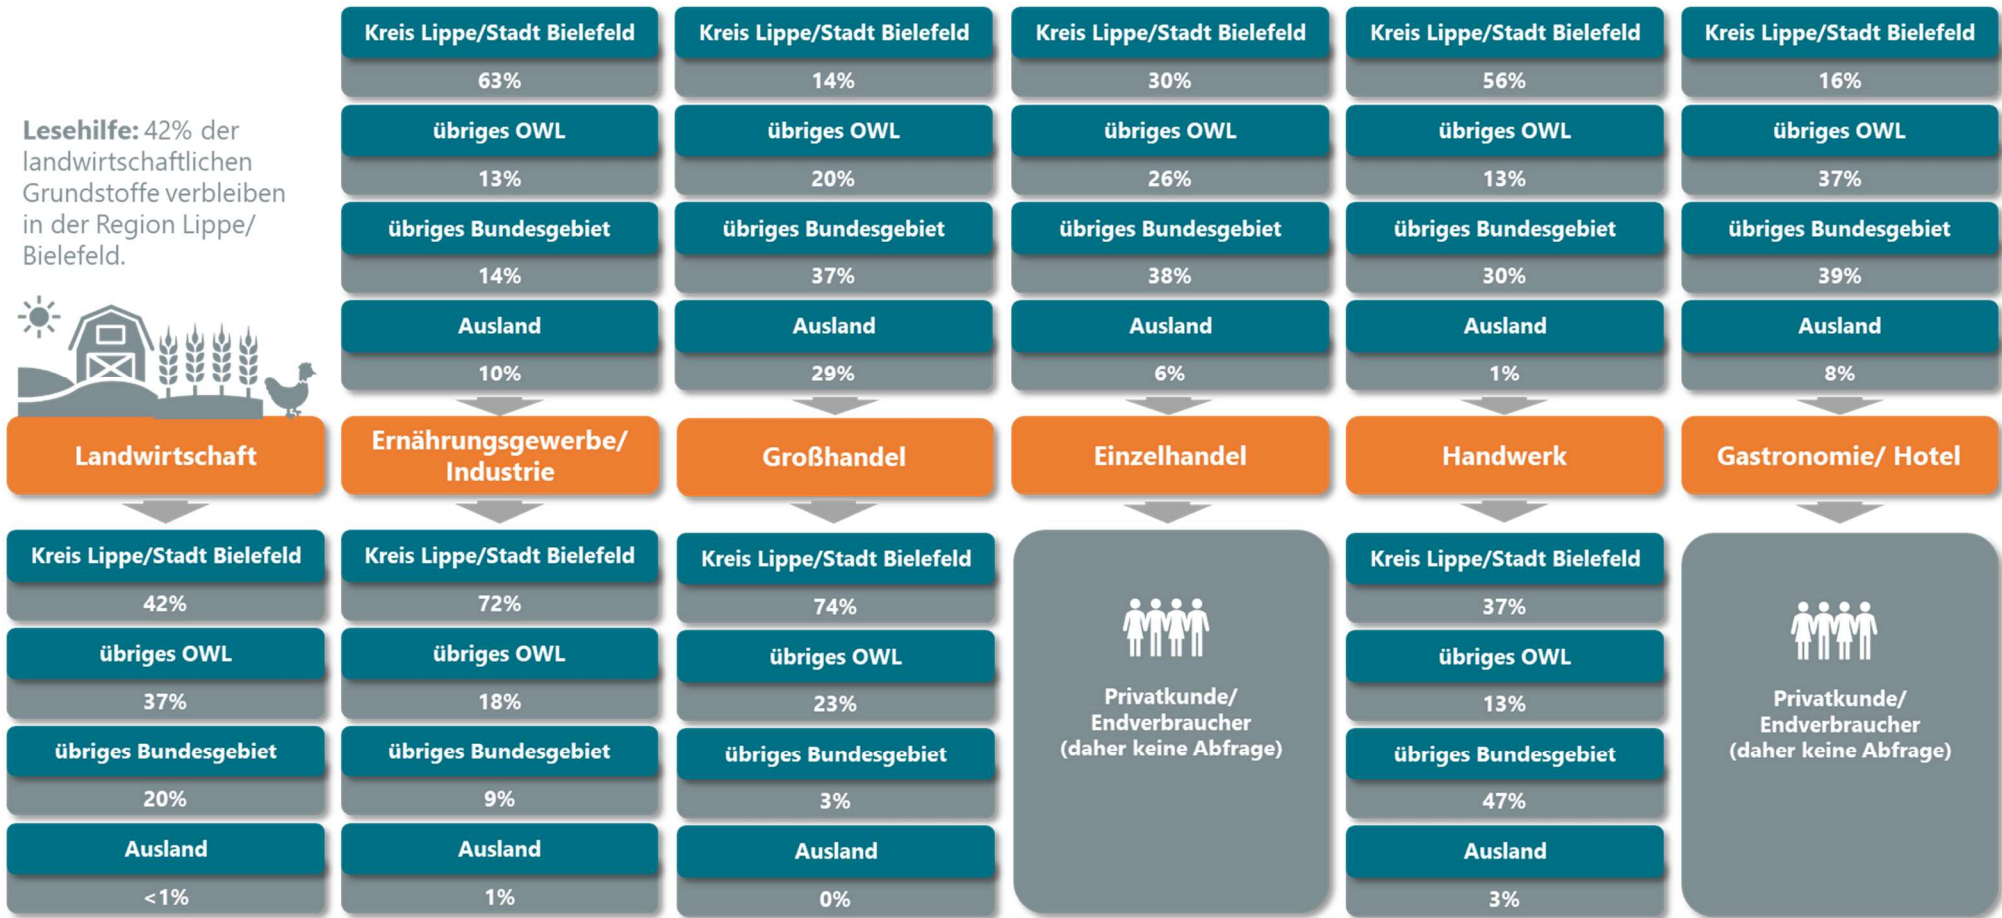 Lesehilfe: 42% der
landwirtschaftlichen
Grundstoffe verbleiben
in der Region Lippe/
Bielefeld.
Landwirtschaft
Kreis Lippe/Stadt Bielefeld
42%
übriges OWL
37%
übriges Bundesgebiet
20%
Ausland
<1%
Kreis Lippe/Stadt Bielefeld
63%
übriges OWL
13%
übriges Bundesgebiet
14%
Ausland
10%
Ernährungsgewerbe/
Industrie
Kreis Lippe/Stadt Bielefeld
72%
übriges OWL
18%
übriges Bundesgebiet
9%
Ausland
1%
Kreis Lippe/Stadt Bielefeld
14%
übriges OWL
20%
übriges Bundesgebiet
37%
Ausland
29%
Großhandel
Kreis Lippe/Stadt Bielefeld
74%
übriges OWL
23%
übriges Bundesgebiet
3%
Ausland
0%
Kreis Lippe/Stadt Bielefeld
30%
übriges OWL
26%
übriges Bundesgebiet
38%
Ausland
6%
Einzelhandel
Privatkunde/
Endverbraucher
(daher keine Abfrage)
Kreis Lippe/Stadt Bielefeld
56%
übriges OWL
13%
übriges Bundesgebiet
30%
Ausland
1%
Handwerk
Kreis Lippe/Stadt Bielefeld
37%
übriges OWL
13%
übriges Bundesgebiet
47%
Ausland
3%
Kreis Lippe/Stadt Bielefeld
16%
übriges OWL
37%
übriges Bundesgebiet
39%
Ausland
8%
Gastronomie/ Hotel
Privatkunde/
Endverbraucher
(daher keine Abfrage)